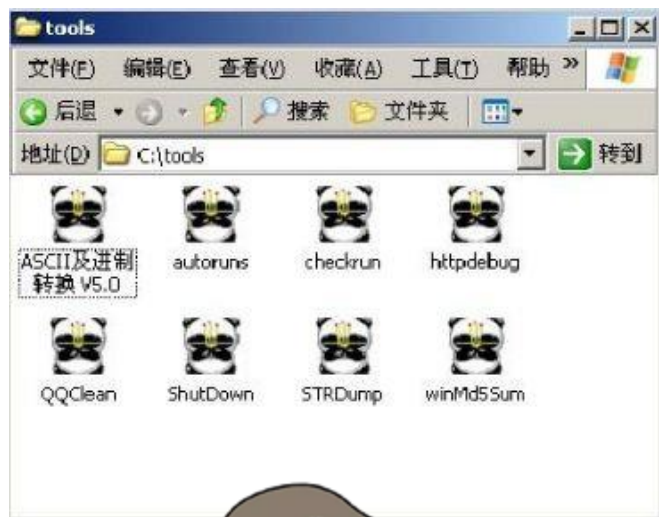 tools
文件(F) 编辑(E) 查看(V) 收藏(A) 工具(T) 帮助 »
后退 搜索 文件夹
地址(D) C:\tools 转到
ASCII及进制 autoruns checkrun httpdebug
转换 V5.0
QQClean ShutDown STRDump winMd5Sum